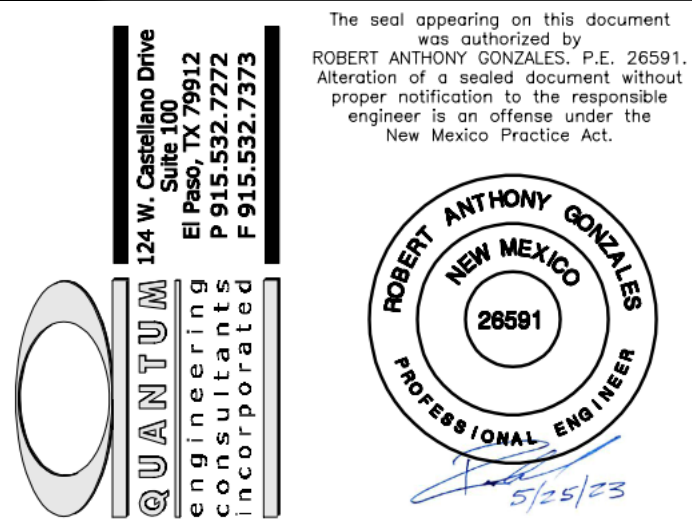 124 W. Castellano Drive
Suite 100
El Paso, TX 79912
P 915.532.7272
F 915.532.7373
QUANTUM
engineering
consultants
incorporated
The seal appearing on this document
was authorized by
ROBERT ANTHONY GONZALES. P.E. 26591.
Alteration of a sealed document without
proper notification to the responsible
engineer is an offense under the
New Mexico Practice Act.
ROBERT ANTHONY GONZALES
NEW MEXICO
26591
PROFESSIONAL ENGINEER
5/25/23